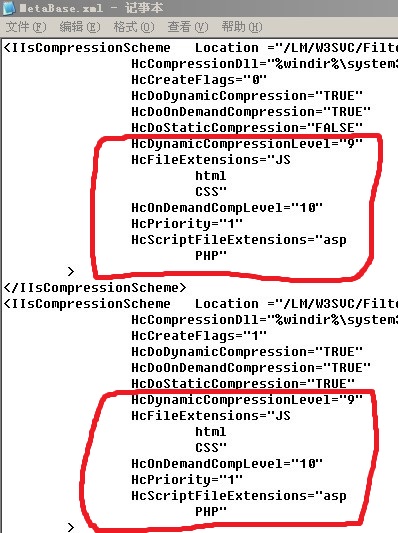 MetaBase.xml - 记事本
文件(F) 编辑(E) 格式(O) 查看(V) 帮助(H)
<IIsCompressionScheme Location ="/LM/W3SVC/Filte
HcCompressionDll="%windir%\system3
HcCreateFlags="0"
HcDoDynamicCompression="TRUE"
HcDoOnDemandCompression="TRUE"
HcDoStaticCompression="FALSE"
HcDynamicCompressionLevel="9"
HcFileExtensions="JS
html
CSS"
HcOnDemandCompLevel="10"
HcPriority="1"
HcScriptFileExtensions="asp
PHP"
>
</IIsCompressionScheme>
<IIsCompressionScheme Location ="/LM/W3SVC/Filte
HcCompressionDll="%windir%\system3
HcCreateFlags="1"
HcDoDynamicCompression="TRUE"
HcDoOnDemandCompression="TRUE"
HcDoStaticCompression="TRUE"
HcDynamicCompressionLevel="9"
HcFileExtensions="JS
html
CSS"
HcOnDemandCompLevel="10"
HcPriority="1"
HcScriptFileExtensions="asp
PHP"
>